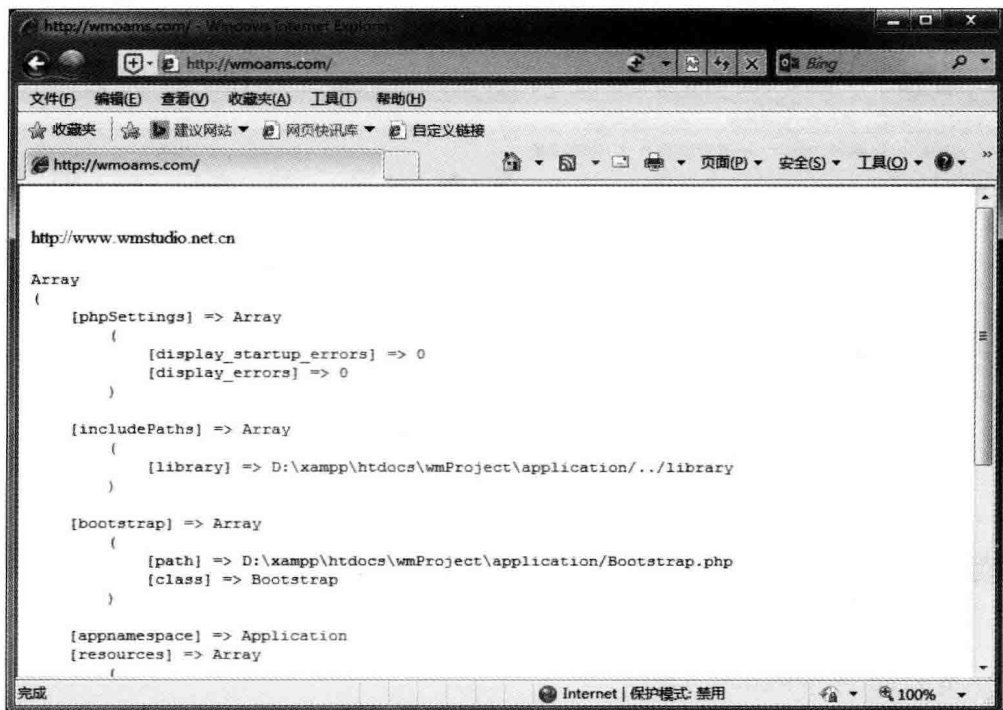 http://wmoams.com/ - Windows Internet Explorer
http://wmoams.com/
Bing
文件(F) 编辑(E) 查看(V) 收藏夹(A) 工具(T) 帮助(H)
收藏夹 建议网站 网页快讯库 自定义链接
http://wmoams.com/
页面(P) 安全(S) 工具(O)
http://www.wmstudio.net.cn
Array
(
[phpSettings] => Array
(
[display_startup_errors] => 0
[display_errors] => 0
)
[includePaths] => Array
(
[library] => D:\xampp\htdocs\wmProject\application/../library
)
[bootstrap] => Array
(
[path] => D:\xampp\htdocs\wmProject\application/Bootstrap.php
[class] => Bootstrap
)
[appnamespace] => Application
[resources] => Array
(
完成
Internet | 保护模式: 禁用
100%